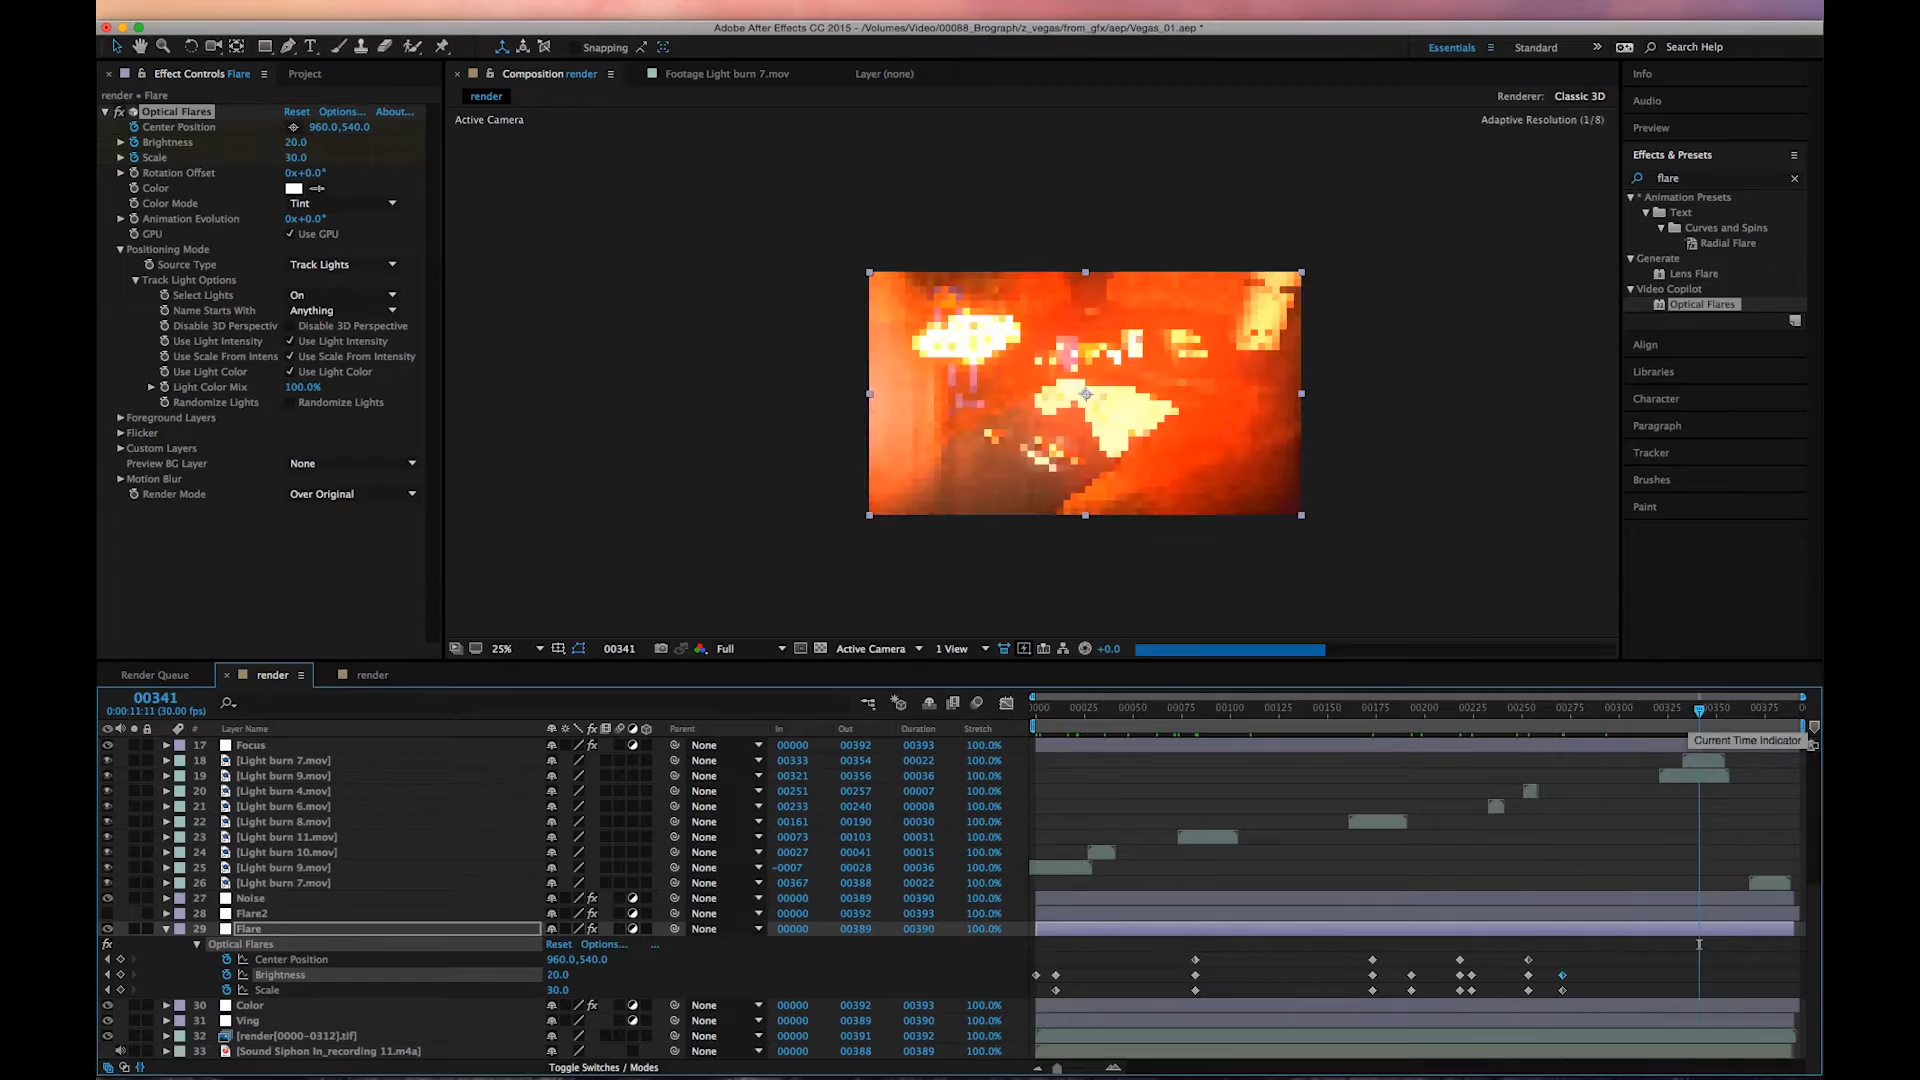 Adobe After Effects CC 2015 - /Volumes/Video/00088_Brograph/z_vegas/from_gfx/aep/Vegas_01.aep *
Snapping
Essentials
Standard
Search Help
Effect Controls Flare
Project
render • Flare
fx Optical Flares Reset Options... About...
Center Position 960.0,540.0
Brightness 20.0
Scale 30.0
Rotation Offset 0x+0.0°
Color
Color Mode Tint
Animation Evolution 0x+0.0°
GPU Use GPU
Positioning Mode
Source Type Track Lights
Track Light Options
Select Lights On
Name Starts With Anything
Disable 3D Perspectiv Disable 3D Perspective
Use Light Intensity Use Light Intensity
Use Scale From Intens Use Scale From Intensity
Use Light Color Use Light Color
Light Color Mix 100.0%
Randomize Lights Randomize Lights
Foreground Layers
Flicker
Custom Layers
Preview BG Layer None
Motion Blur
Render Mode Over Original
Composition render
Footage Light burn 7.mov
Layer (none)
render
Renderer: Classic 3D
Active Camera
Adaptive Resolution (1/8)
25% 00341 Full Active Camera 1 View +0.0
Info
Audio
Preview
Effects & Presets
flare
* Animation Presets
Text
Curves and Spins
Radial Flare
Generate
Lens Flare
Video Copilot
Optical Flares
Align
Libraries
Character
Paragraph
Tracker
Brushes
Paint
Render Queue
render
render
00341
0:00:11:11 (30.00 fps)
0000 00025 00050 00075 00100 00125 00150 00175 00200 00225 00250 00275 00300 00325 00350 00375
# Layer Name Parent In Out Duration Stretch
Current Time Indicator
17 Focus None 00000 00392 00393 100.0%
18 [Light burn 7.mov] None 00333 00354 00022 100.0%
19 [Light burn 9.mov] None 00321 00356 00036 100.0%
20 [Light burn 4.mov] None 00251 00257 00007 100.0%
21 [Light burn 6.mov] None 00233 00240 00008 100.0%
22 [Light burn 8.mov] None 00161 00190 00030 100.0%
23 [Light burn 11.mov] None 00073 00103 00031 100.0%
24 [Light burn 10.mov] None 00027 00041 00015 100.0%
25 [Light burn 9.mov] None -0007 00028 00036 100.0%
26 [Light burn 7.mov] None 00367 00388 00022 100.0%
27 Noise fx None 00000 00389 00390 100.0%
28 Flare2 None 00000 00392 00393 100.0%
29 Flare fx None 00000 00389 00390 100.0%
fx Optical Flares Reset Options... ...
Center Position 960.0,540.0
Brightness 20.0
Scale 30.0
30 Color fx None 00000 00392 00393 100.0%
31 Ving None 00000 00389 00390 100.0%
32 [render[0000-0312].tif] None 00000 00391 00392 100.0%
33 [Sound Siphon In_recording 11.m4a] None 00000 00388 00389 100.0%
Toggle Switches / Modes